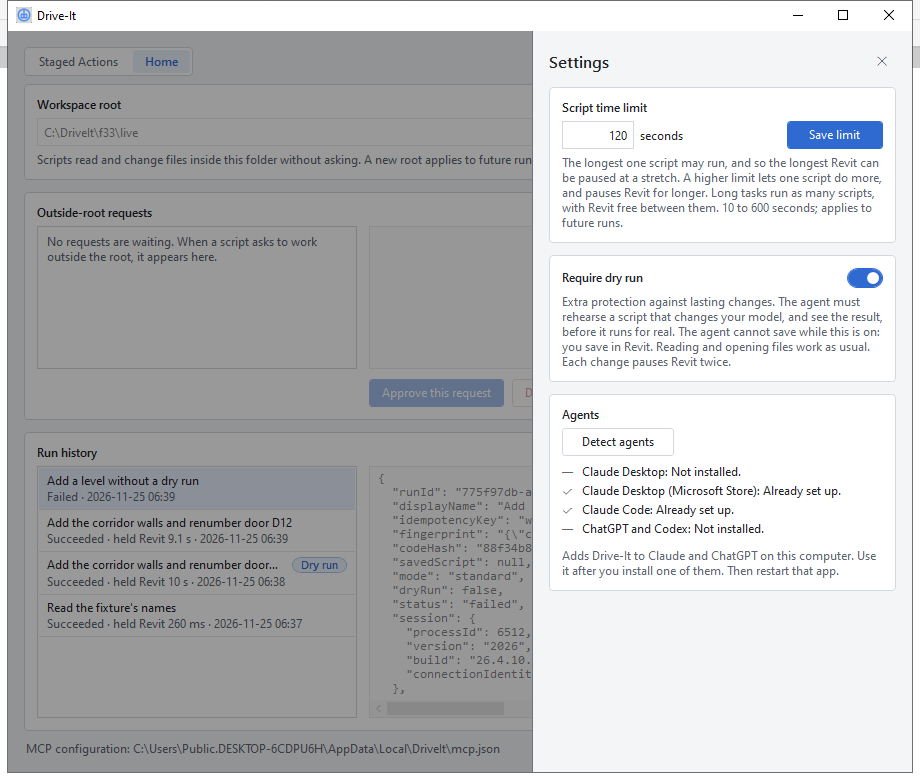 Drive-It
Staged Actions
Home
Workspace root
C:\DriveIt\f33\live
Scripts read and change files inside this folder without asking. A new root applies to future run
Outside-root requests
No requests are waiting. When a script asks to work
outside the root, it appears here.
Approve this request
D
Run history
Add a level without a dry run
Failed · 2026-11-25 06:39
Add the corridor walls and renumber door D12
Succeeded · held Revit 9.1 s · 2026-11-25 06:39
Add the corridor walls and renumber door...
Dry run
Succeeded · held Revit 10 s · 2026-11-25 06:38
Read the fixture's names
Succeeded · held Revit 260 ms · 2026-11-25 06:37
{
"runId": "775f97db-a
"displayName": "Add
"idempotencyKey": "w
"fingerprint": "{\"c
"codeHash": "88f34b8
"savedScript": null,
"mode": "standard",
"dryRun": false,
"status": "failed",
"session": {
"processId": 6512,
"version": "2026",
"build": "26.4.10.
"connectionIdentit
},
MCP configuration: C:\Users\Public.DESKTOP-6CDPU6H\AppData\Local\DriveIt\mcp.json
Settings
Script time limit
120
seconds
Save limit
The longest one script may run, and so the longest Revit can
be paused at a stretch. A higher limit lets one script do more,
and pauses Revit for longer. Long tasks run as many scripts,
with Revit free between them. 10 to 600 seconds; applies to
future runs.
Require dry run
Extra protection against lasting changes. The agent must
rehearse a script that changes your model, and see the result,
before it runs for real. The agent cannot save while this is on:
you save in Revit. Reading and opening files work as usual.
Each change pauses Revit twice.
Agents
Detect agents
— Claude Desktop: Not installed.
✓ Claude Desktop (Microsoft Store): Already set up.
✓ Claude Code: Already set up.
— ChatGPT and Codex: Not installed.
Adds Drive-It to Claude and ChatGPT on this computer. Use
it after you install one of them. Then restart that app.